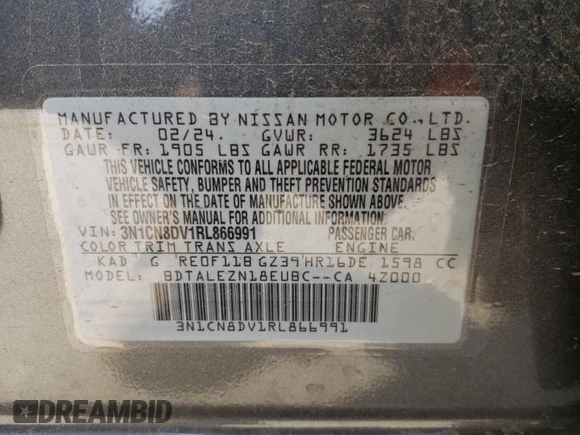 MANUFACTURED BY NISSAN MOTOR CO., LTD.
DATE: 02/24. GVWR: 3624 LBS
GAWR FR: 1905 LBS GAWR RR: 1735 LBS
THIS VEHICLE CONFORMS TO ALL APPLICABLE FEDERAL MOTOR
VEHICLE SAFETY, BUMPER AND THEFT PREVENTION STANDARDS
IN EFFECT ON THE DATE OF MANUFACTURE SHOWN ABOVE.
SEE OWNER'S MANUAL FOR ADDITIONAL INFORMATION.
VIN: 3N1CN8DV1RL866991 PASSENGER CAR.
COLOR TRIM TRANS AXLE ENGINE
KAD G RE0F11B GZ39 HR16DE 1598 CC
MODEL: BDTALEZN18EUBC--CA 4Z000
3N1CN8DV1RL866991
DREAMBID